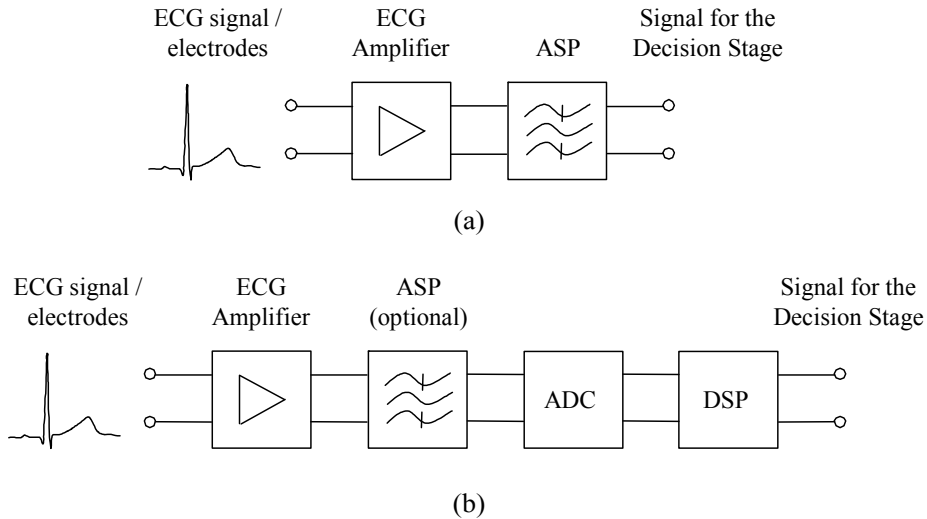 ECG signal /
electrodes
ECG
Amplifier
ASP
Signal for the
Decision Stage
(a)
ECG signal /
electrodes
ECG
Amplifier
ASP
(optional)
ADC
DSP
Signal for the
Decision Stage
(b)